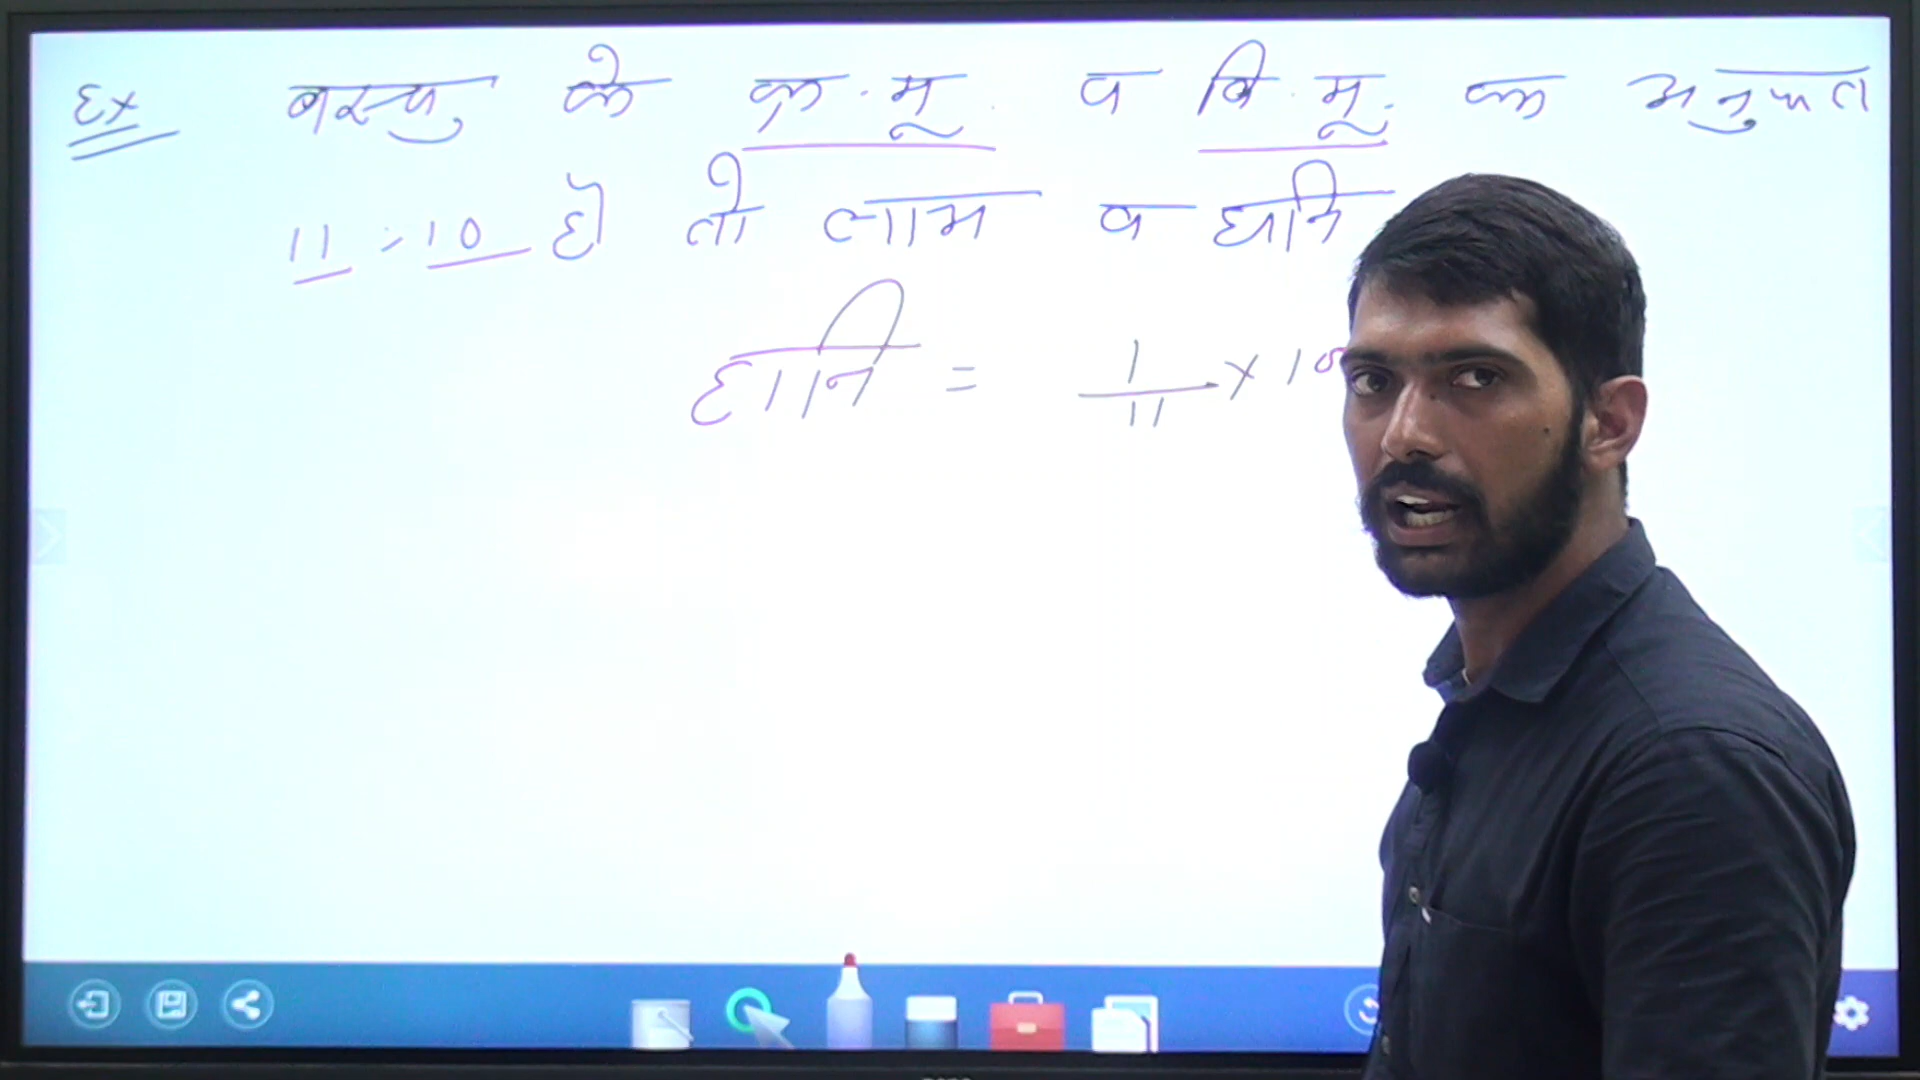 Ex वस्तु के क्र. मू. व वि. मू. का अनुपात
11 : 10 हो तो लाभ व हानि
हानि = 1/11 × 10